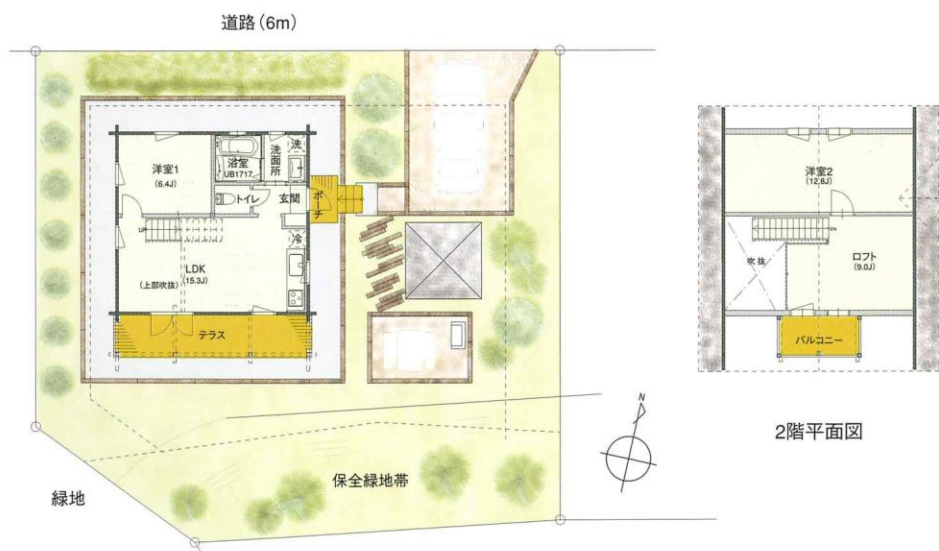 道路（6m）
洋室1
(6.4J)
浴室
UB1717
洗面所
洗
トイレ
玄関
ポーチ
UP
冷
LDK
(15.3J)
(上部吹抜)
テラス
緑地
保全緑地帯
N
洋室2
(12.8J)
DN
吹抜
ロフト
(9.0J)
バルコニー
2階平面図